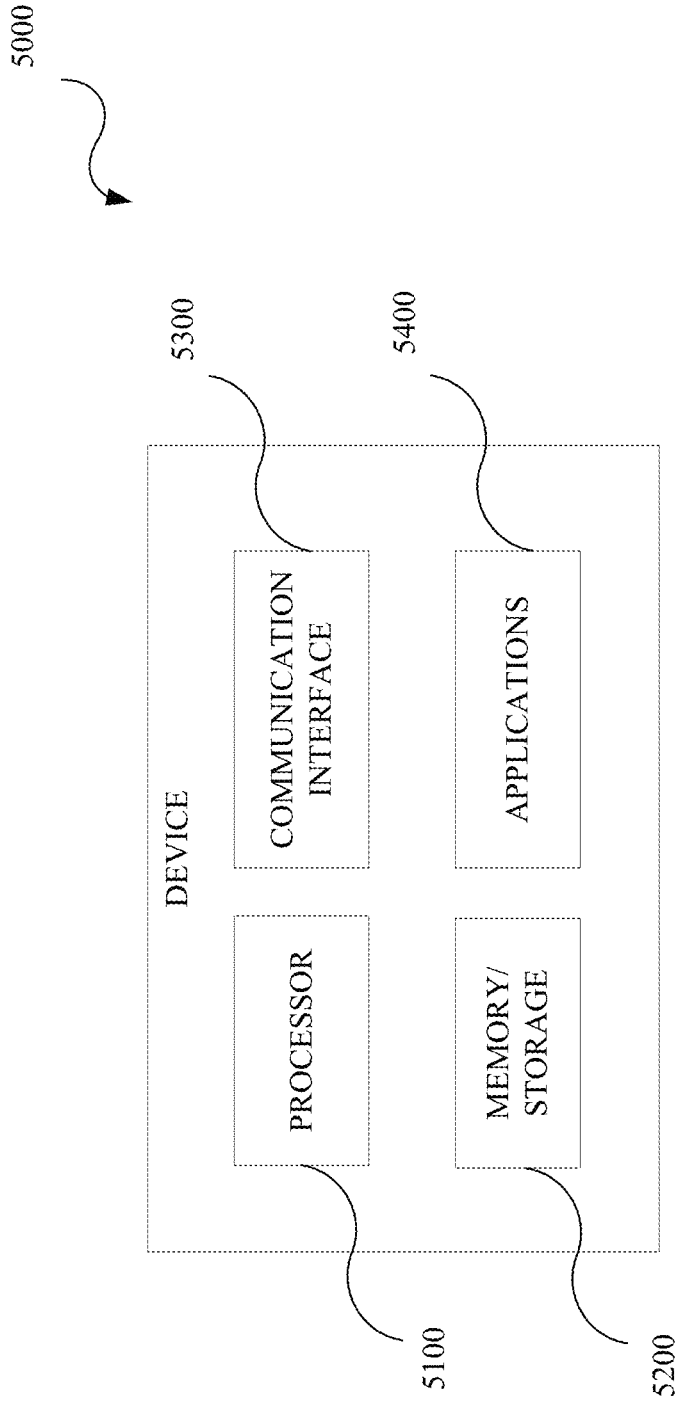 5000
DEVICE
PROCESSOR
COMMUNICATION
INTERFACE
5300
MEMORY/
STORAGE
APPLICATIONS
5400
5100
5200